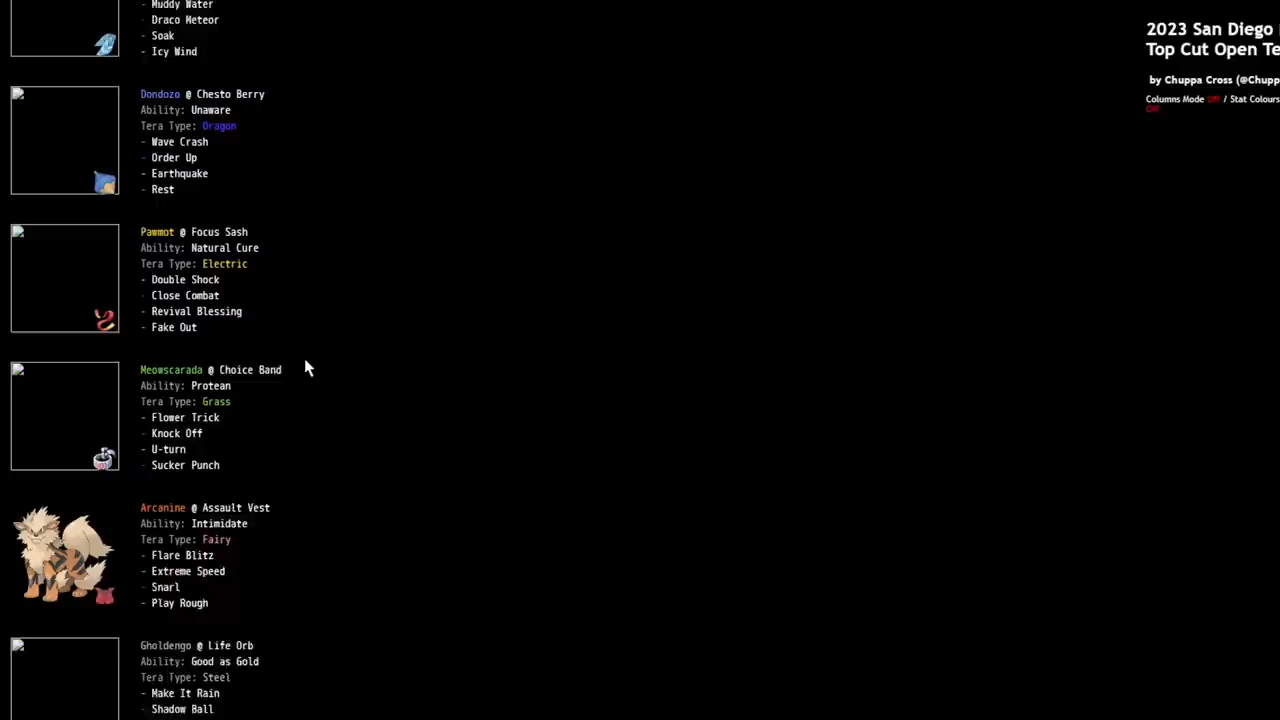 - Muddy Water
- Draco Meteor
- Soak
- Icy Wind
Dondozo @ Chesto Berry
Ability: Unaware
Tera Type: Dragon
- Wave Crash
- Order Up
- Earthquake
- Rest
Pawmot @ Focus Sash
Ability: Natural Cure
Tera Type: Electric
- Double Shock
- Close Combat
- Revival Blessing
- Fake Out
Meowscarada @ Choice Band
Ability: Protean
Tera Type: Grass
- Flower Trick
- Knock Off
- U-turn
- Sucker Punch
Arcanine @ Assault Vest
Ability: Intimidate
Tera Type: Fairy
- Flare Blitz
- Extreme Speed
- Snarl
- Play Rough
Gholdengo @ Life Orb
Ability: Good as Gold
Tera Type: Steel
- Make It Rain
- Shadow Ball
2023 San Diego
Top Cut Open Te
by Chuppa Cross (@Chupp
Columns Mode Off / Stat Colours
Off